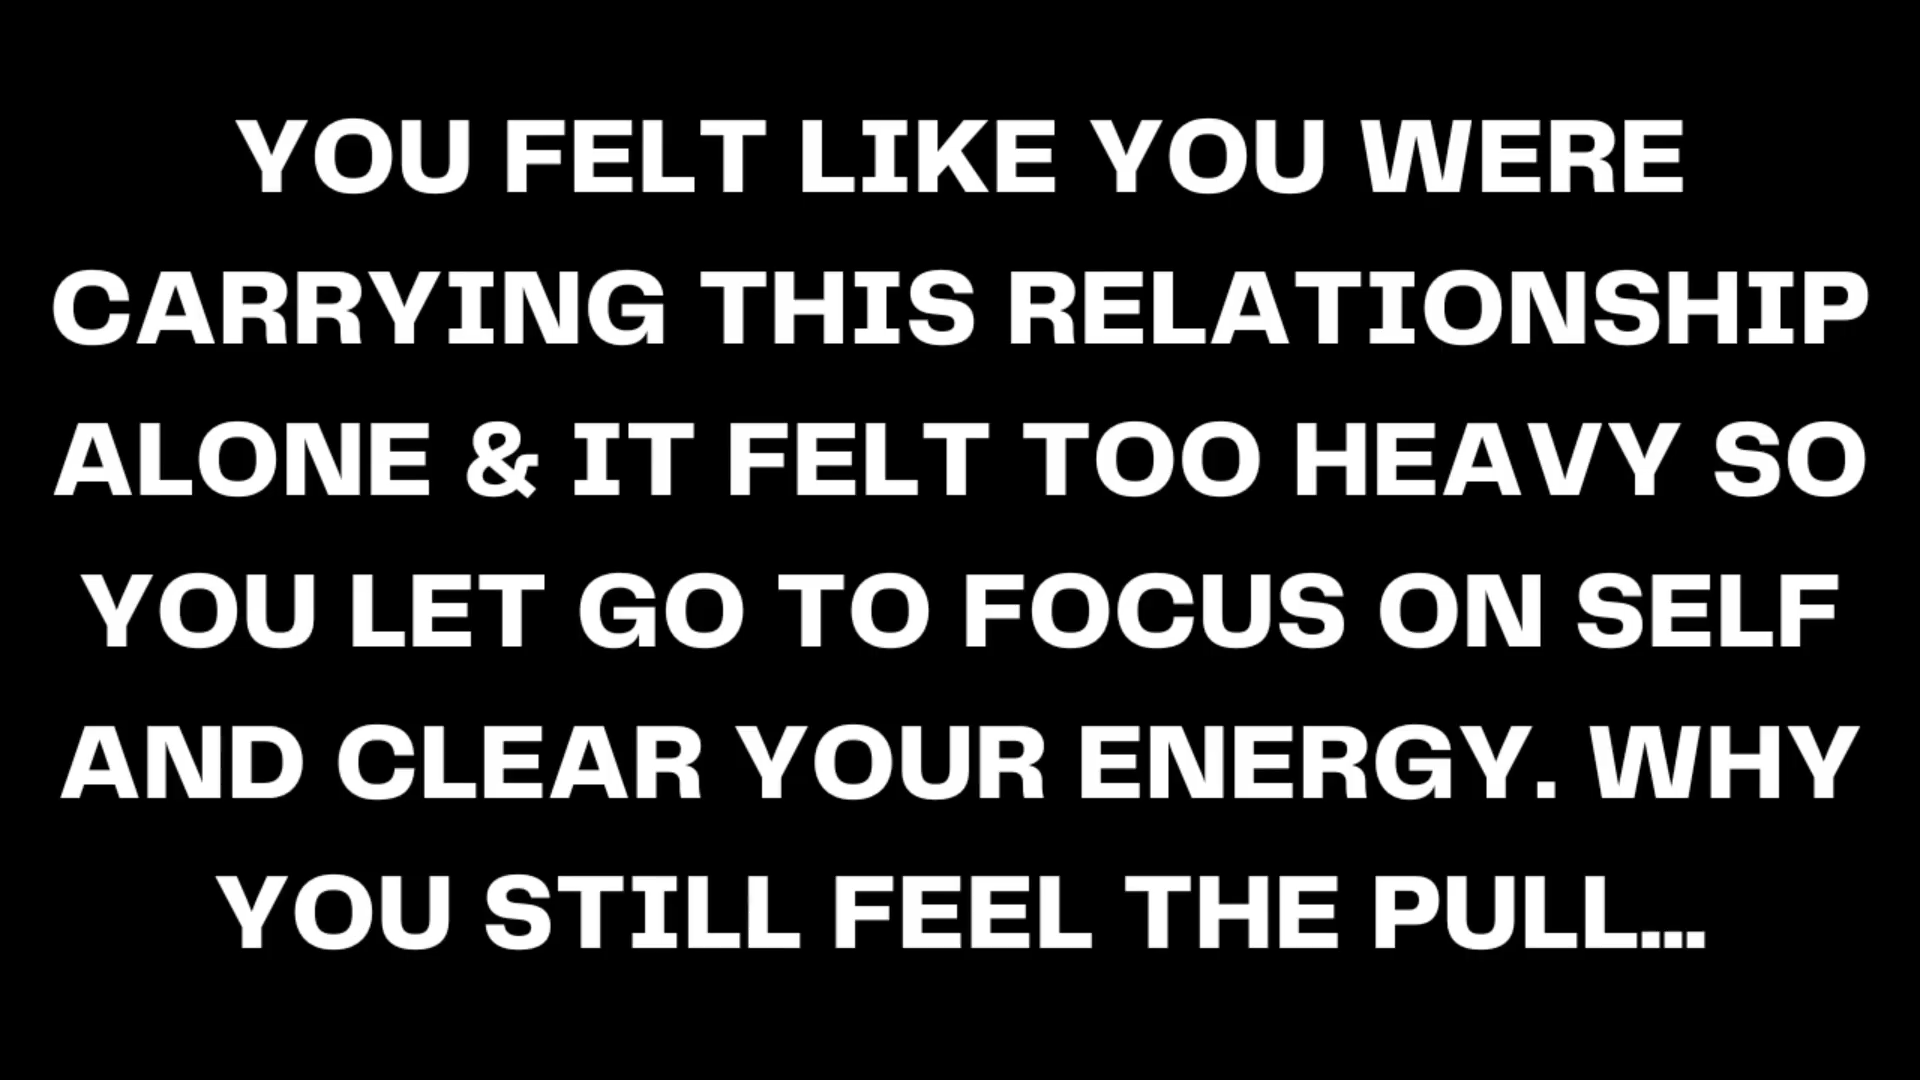 YOU FELT LIKE YOU WERE
CARRYING THIS RELATIONSHIP
ALONE & IT FELT TOO HEAVY SO
YOU LET GO TO FOCUS ON SELF
AND CLEAR YOUR ENERGY. WHY
YOU STILL FEEL THE PULL...